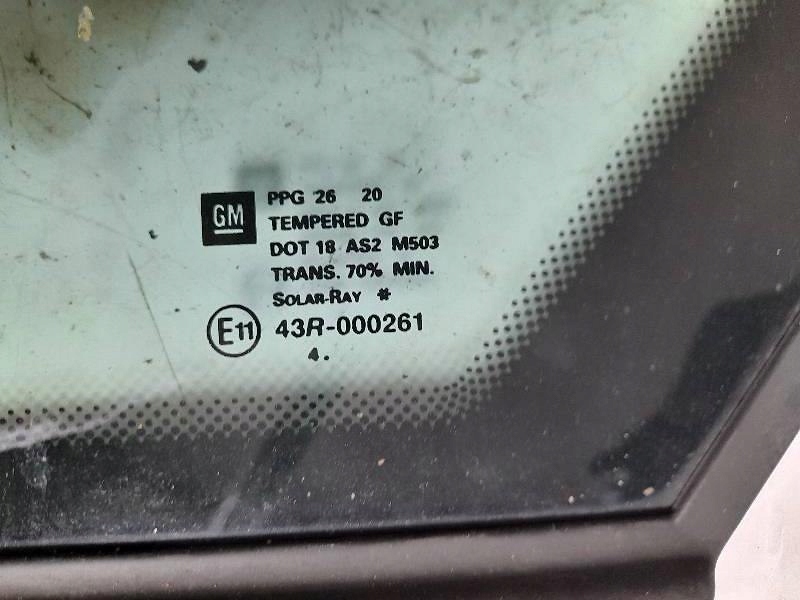 GM
PPG 26 20
TEMPERED GF
DOT 18 AS2 M503
TRANS. 70% MIN.
SOLAR-RAY #
E11 43R-000261
4.